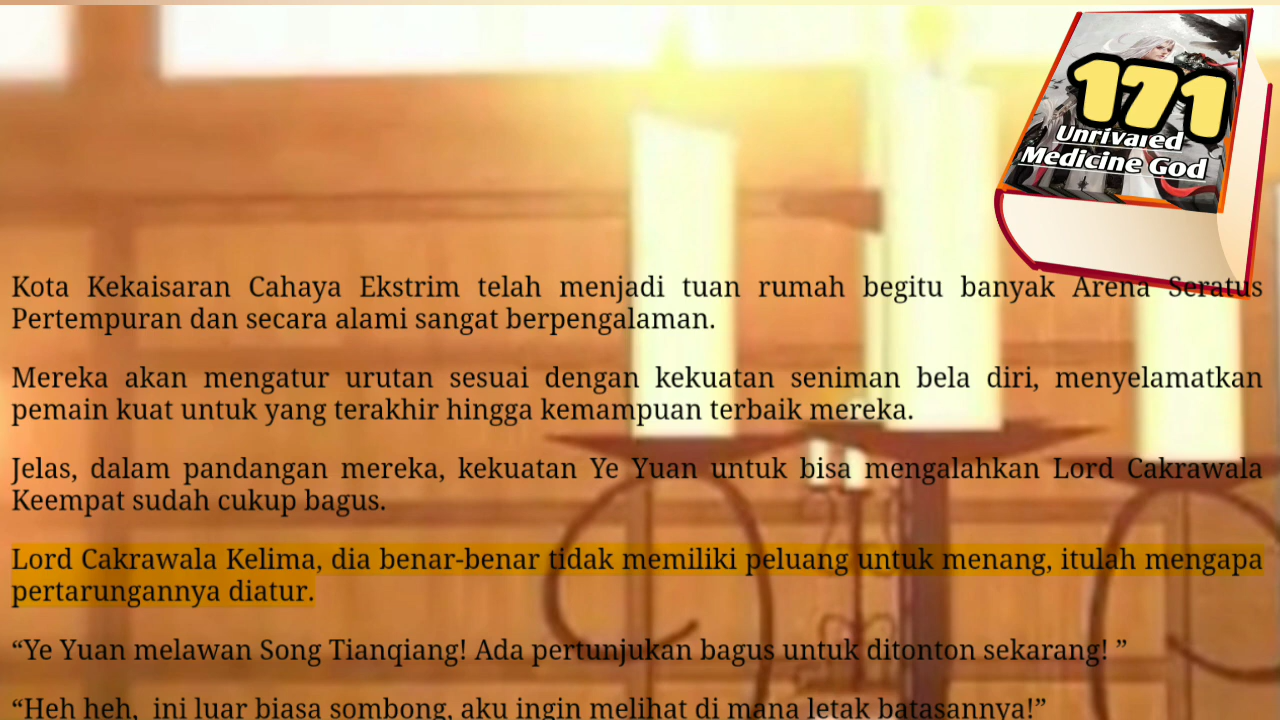 171
Unrivaled
Medicine God
Kota Kekaisaran Cahaya Ekstrim telah menjadi tuan rumah begitu banyak Arena Seratus
Pertempuran dan secara alami sangat berpengalaman.
Mereka akan mengatur urutan sesuai dengan kekuatan seniman bela diri, menyelamatkan
pemain kuat untuk yang terakhir hingga kemampuan terbaik mereka.
Jelas, dalam pandangan mereka, kekuatan Ye Yuan untuk bisa mengalahkan Lord Cakrawala
Keempat sudah cukup bagus.
Lord Cakrawala Kelima, dia benar-benar tidak memiliki peluang untuk menang, itulah mengapa
pertarungannya diatur.
“Ye Yuan melawan Song Tianqiang! Ada pertunjukan bagus untuk ditonton sekarang! ”
“Heh heh,  ini luar biasa sombong, aku ingin melihat di mana letak batasannya!”